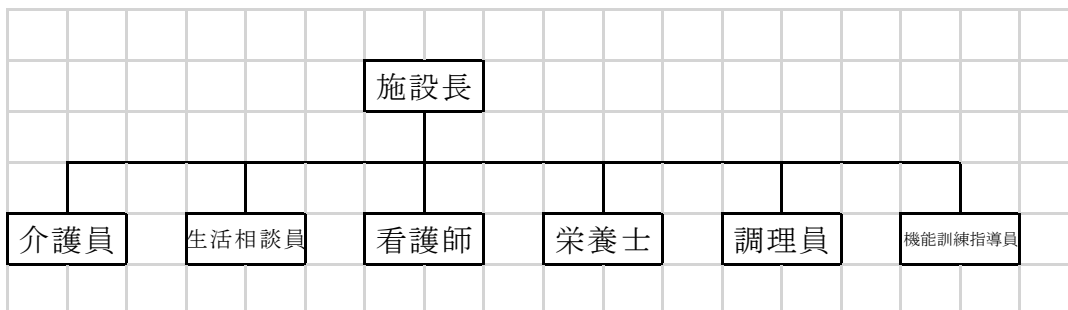 施設長
介護員
生活相談員
看護師
栄養士
調理員
機能訓練指導員